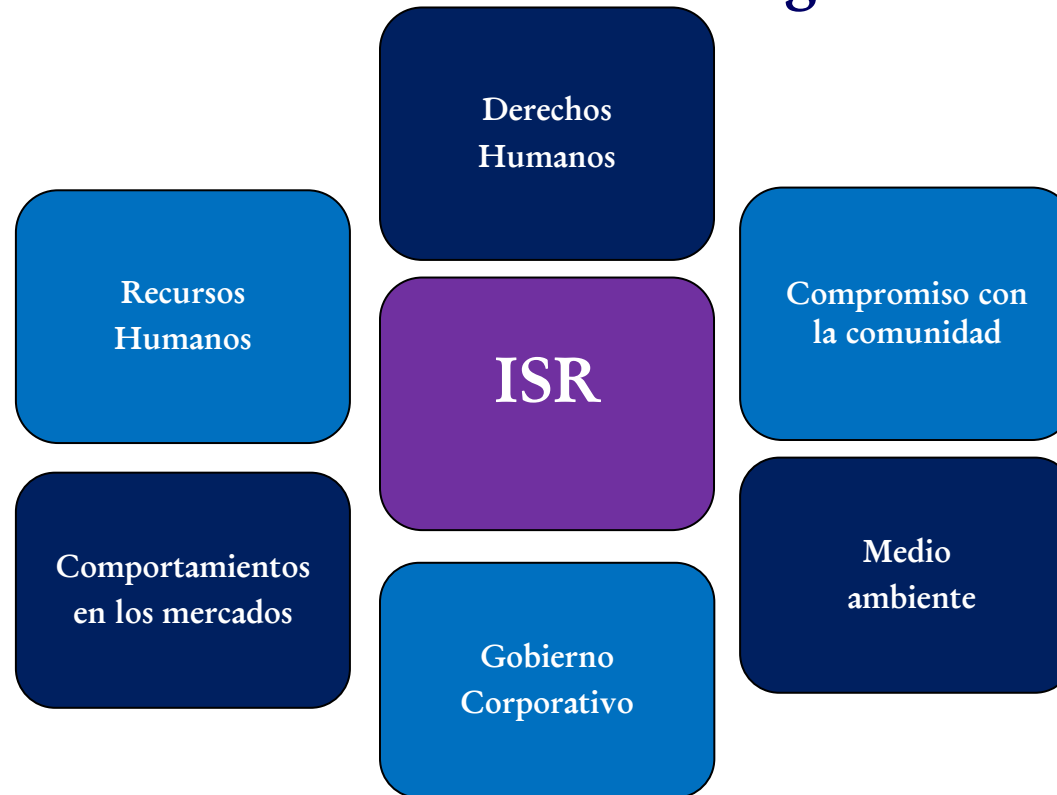 Derechos
Humanos
Recursos
Humanos
Compromiso con
la comunidad
ISR
Comportamientos
en los mercados
Medio
ambiente
Gobierno
Corporativo